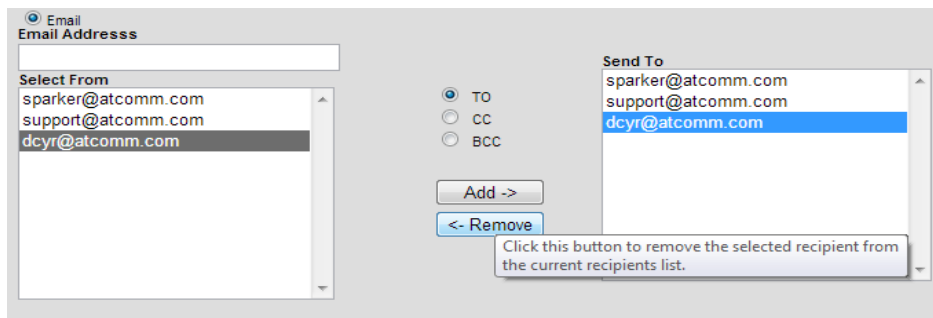 Email
Email Addresss
Select From
sparker@atcomm.com
support@atcomm.com
dcyr@atcomm.com
TO
CC
BCC
Add ->
<- Remove
Click this button to remove the selected recipient from
the current recipients list.
Send To
sparker@atcomm.com
support@atcomm.com
dcyr@atcomm.com